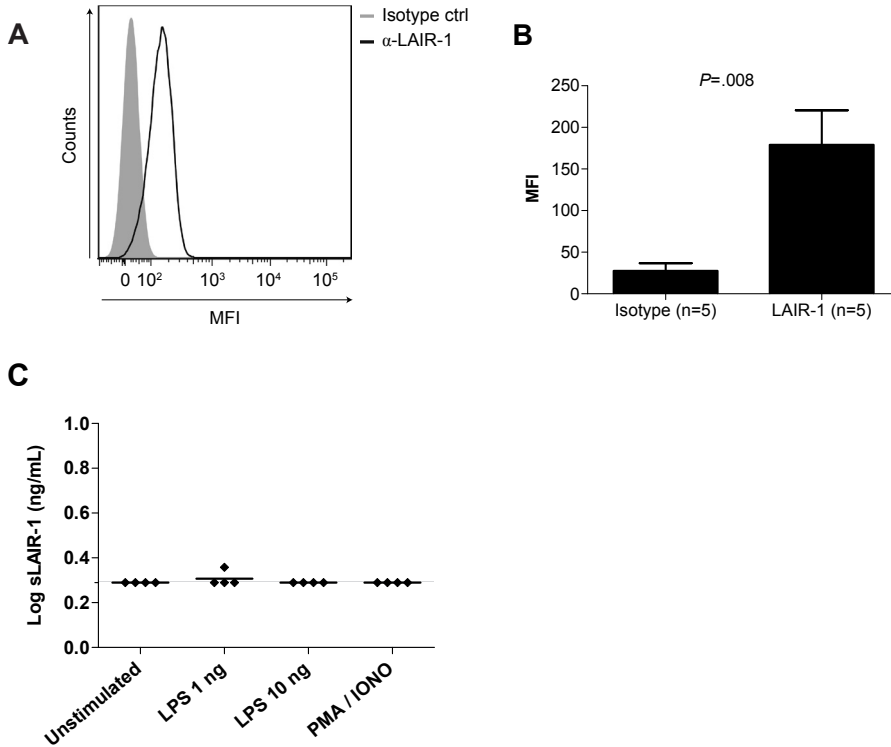 A
Isotype ctrl
α-LAIR-1
Counts
0 10² 10³ 10⁴ 10⁵
MFI
B
P=.008
250
200
150
100
50
0
MFI
Isotype (n=5) LAIR-1 (n=5)
C
1.0
0.8
0.6
0.4
0.2
0.0
Log sLAIR-1 (ng/mL)
Unstimulated
LPS 1 ng
LPS 10 ng
PMA / IONO